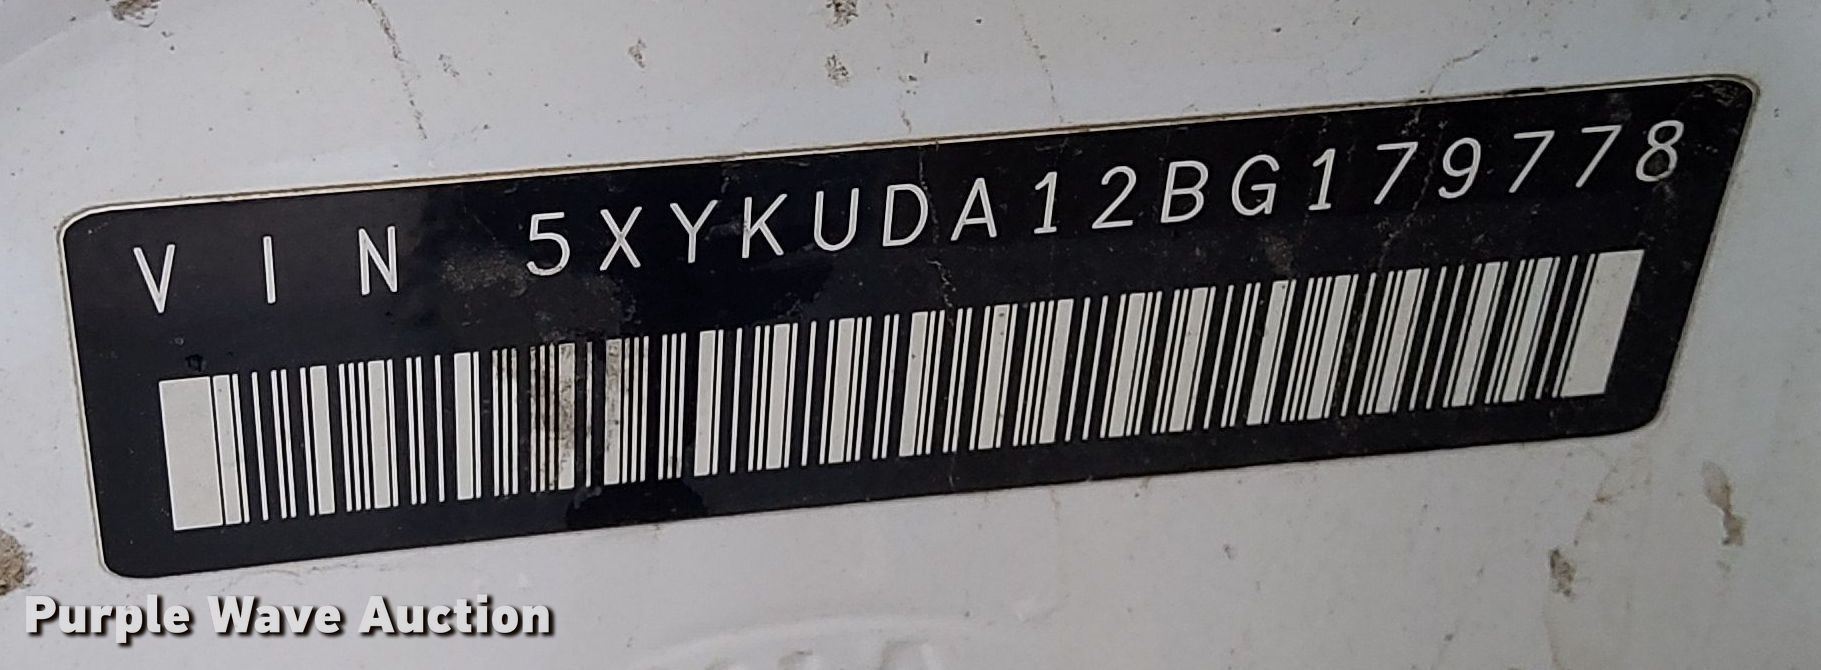 VIN 5XYKUDA12BG179778
Purple Wave Auction